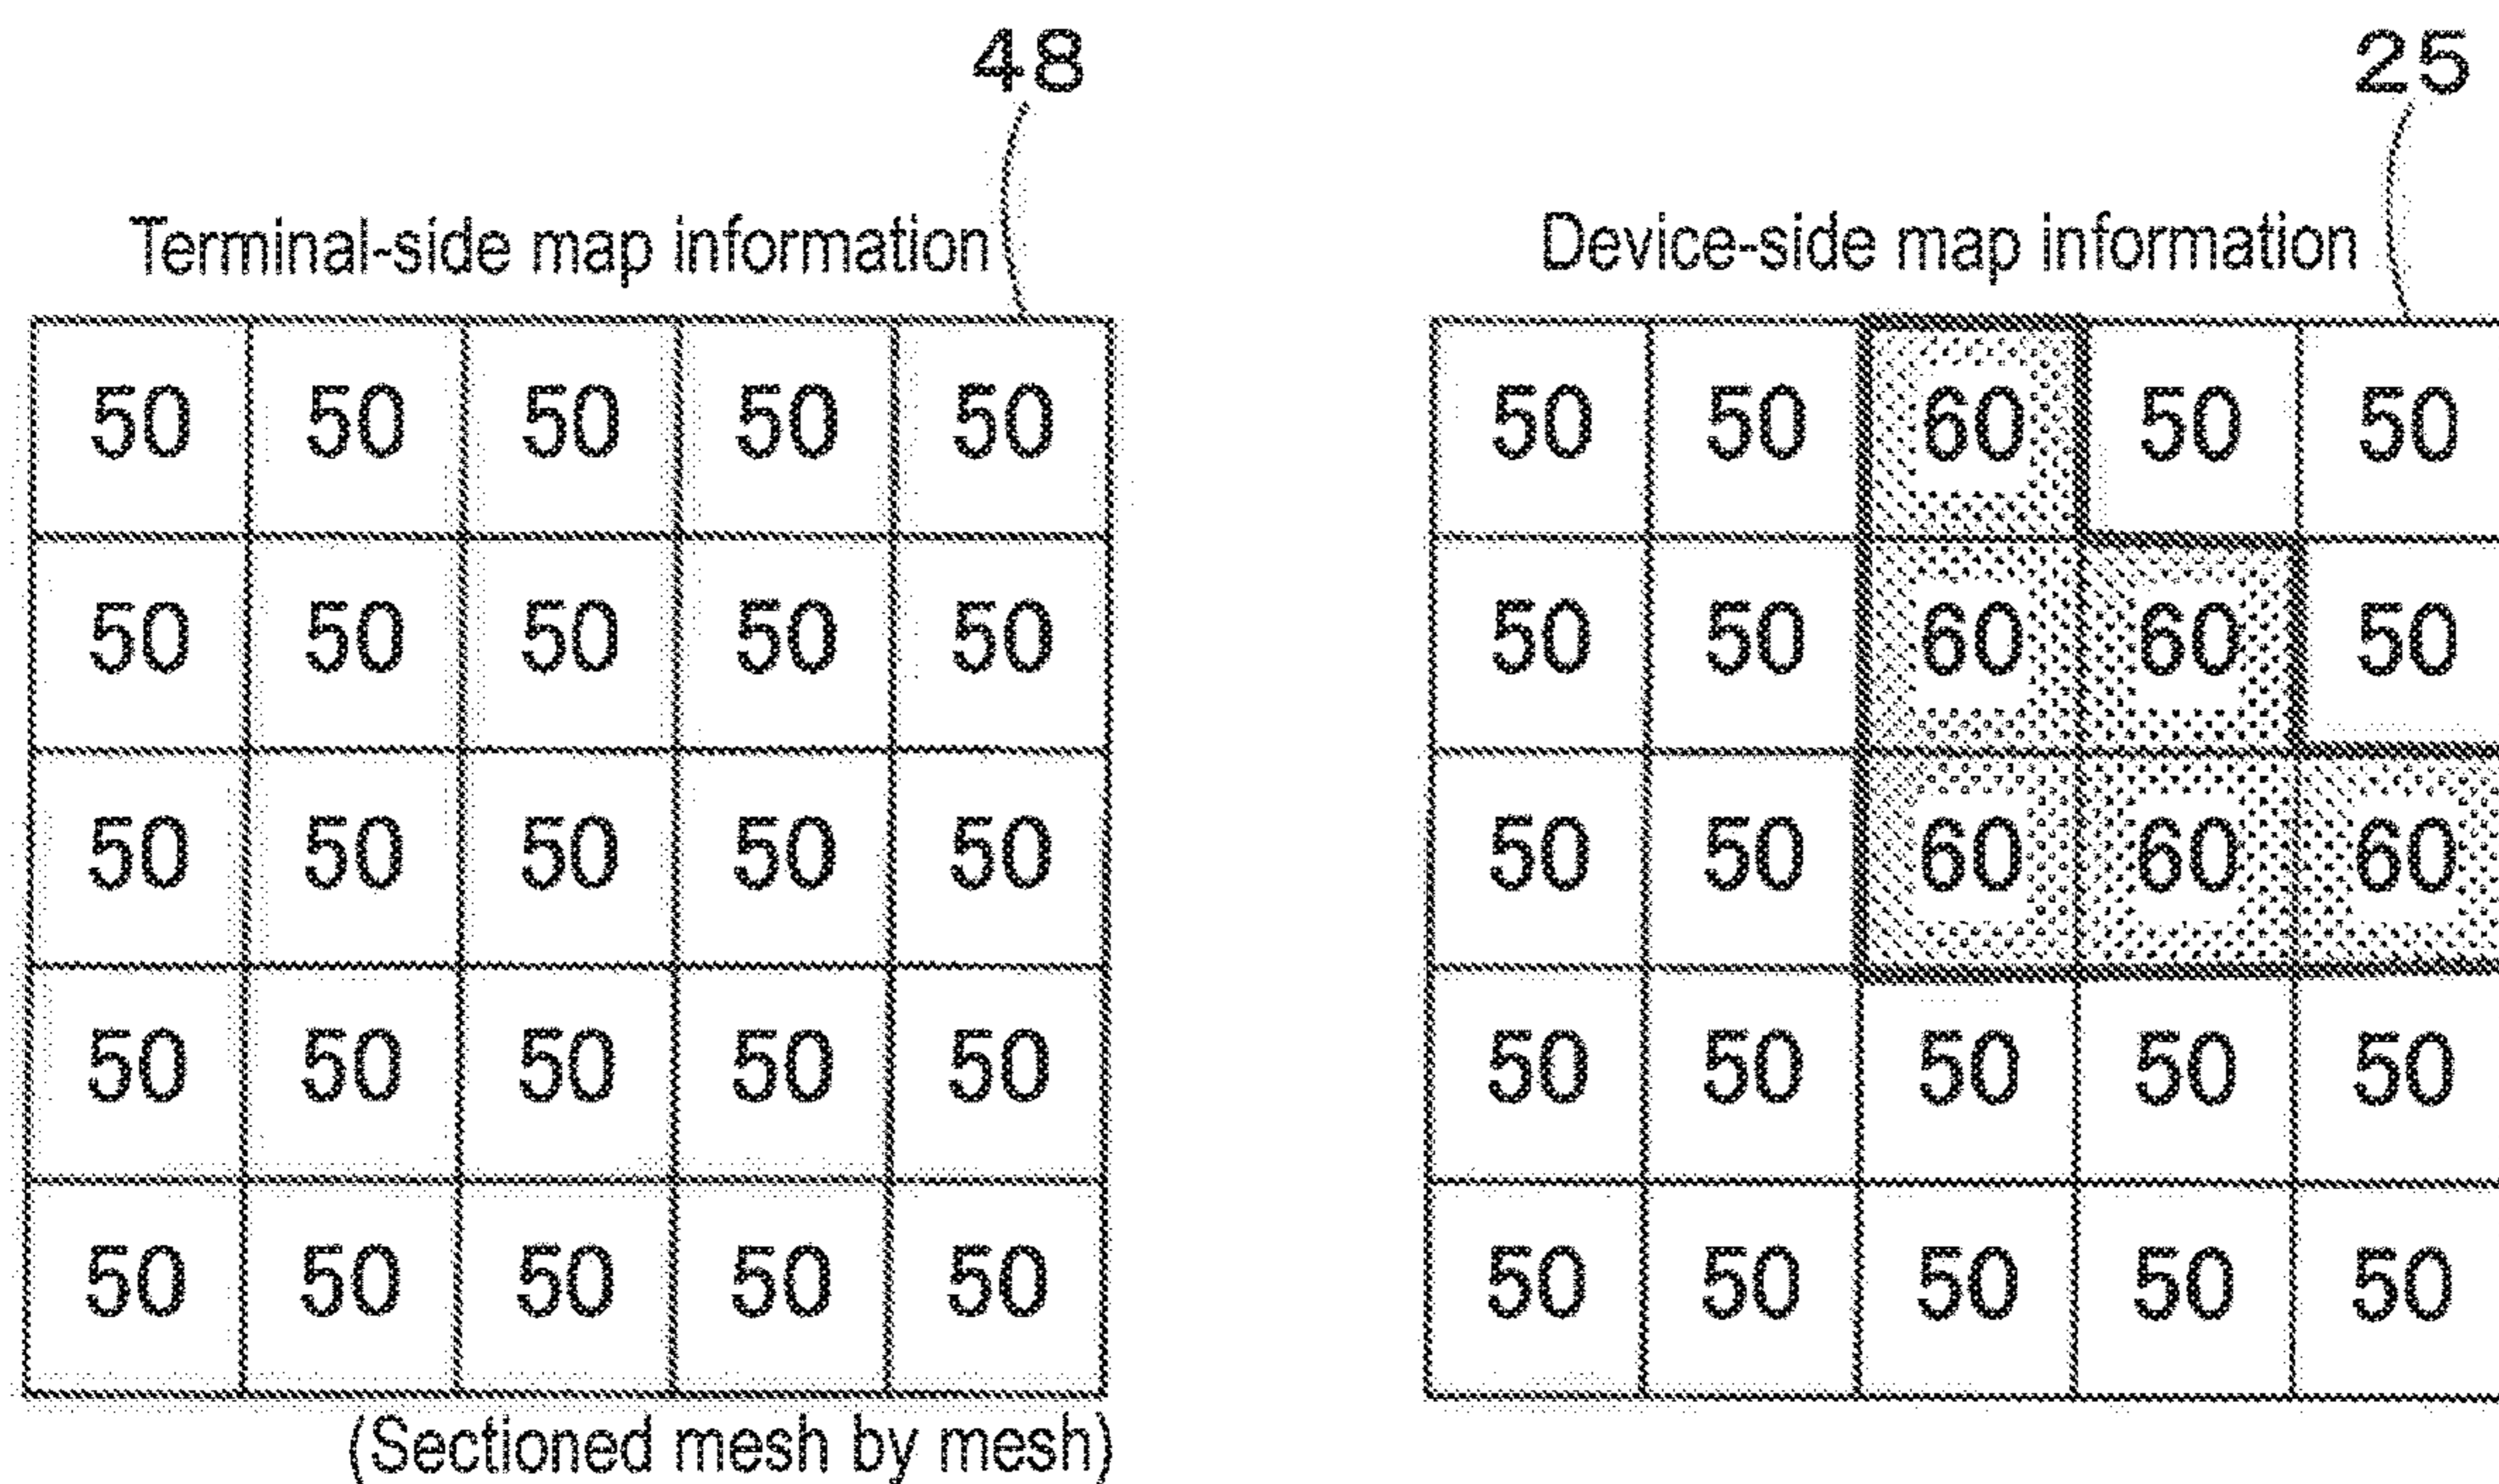 48 25
Terminal-side map information Device-side map information
50 50 50 50 50 50 50 60 50 50
50 50 50 50 50 50 50 60 60 50
50 50 50 50 50 50 50 60 60 60
50 50 50 50 50 50 50 50 50 50
50 50 50 50 50 50 50 50 50 50
(Sectioned mesh by mesh)